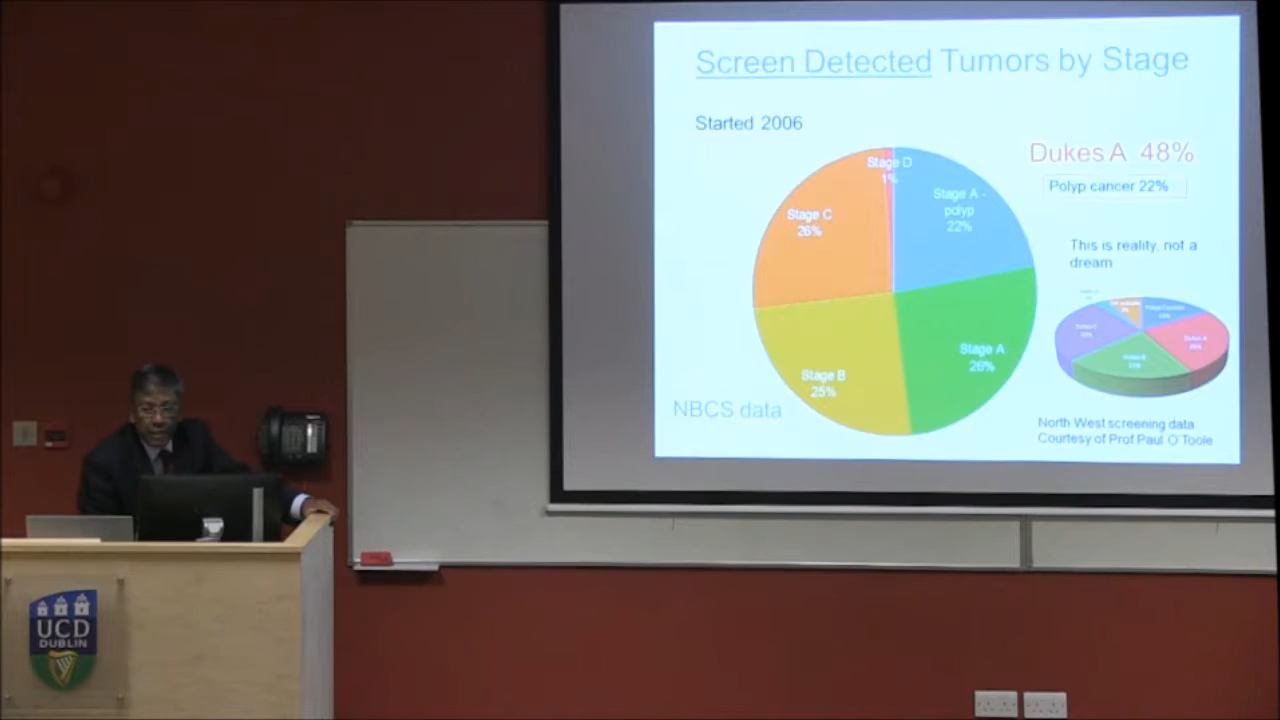 Screen Detected Tumors by Stage
Started 2006
Dukes A 48%
Polyp cancer 22%
Stage D
1%
Stage A -
polyp
22%
Stage C
26%
This is reality, not a
dream
Stage A
26%
Stage B
25%
Dukes A
Dukes B
NBCS data
North West screening data
Courtesy of Prof Paul O'Toole
UCD
DUBLIN